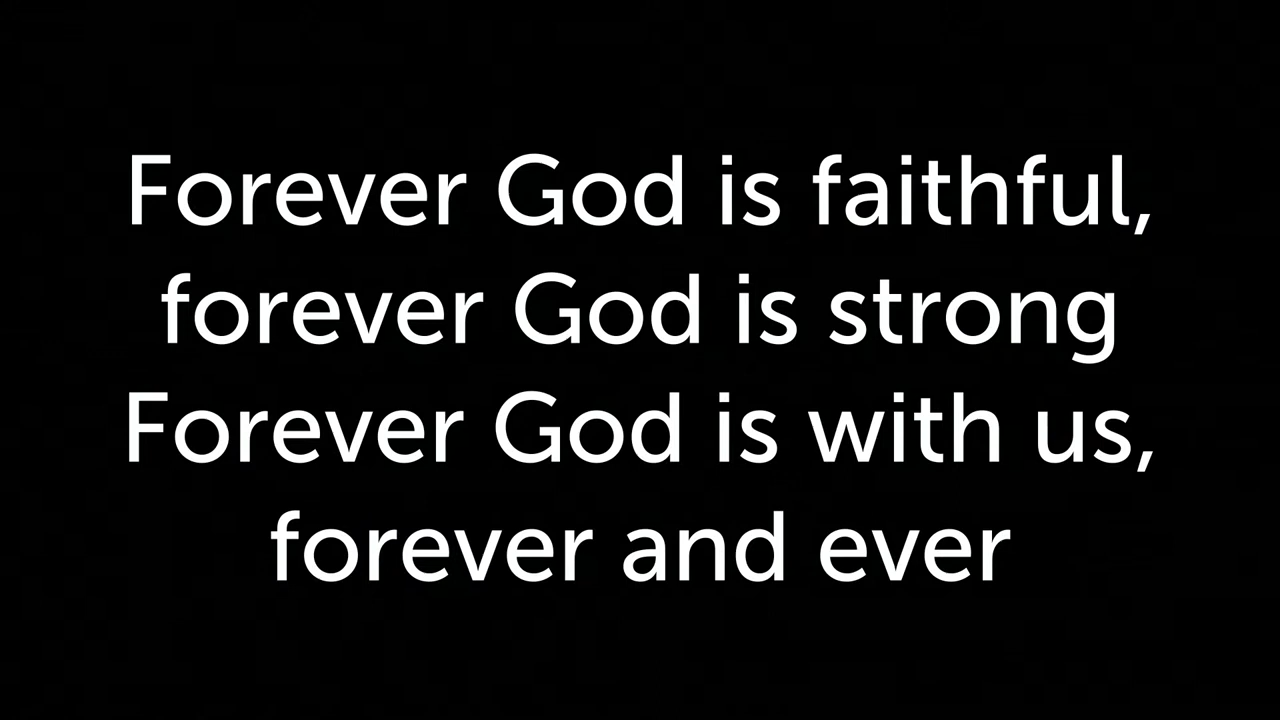 Forever God is faithful,
forever God is strong
Forever God is with us,
forever and ever